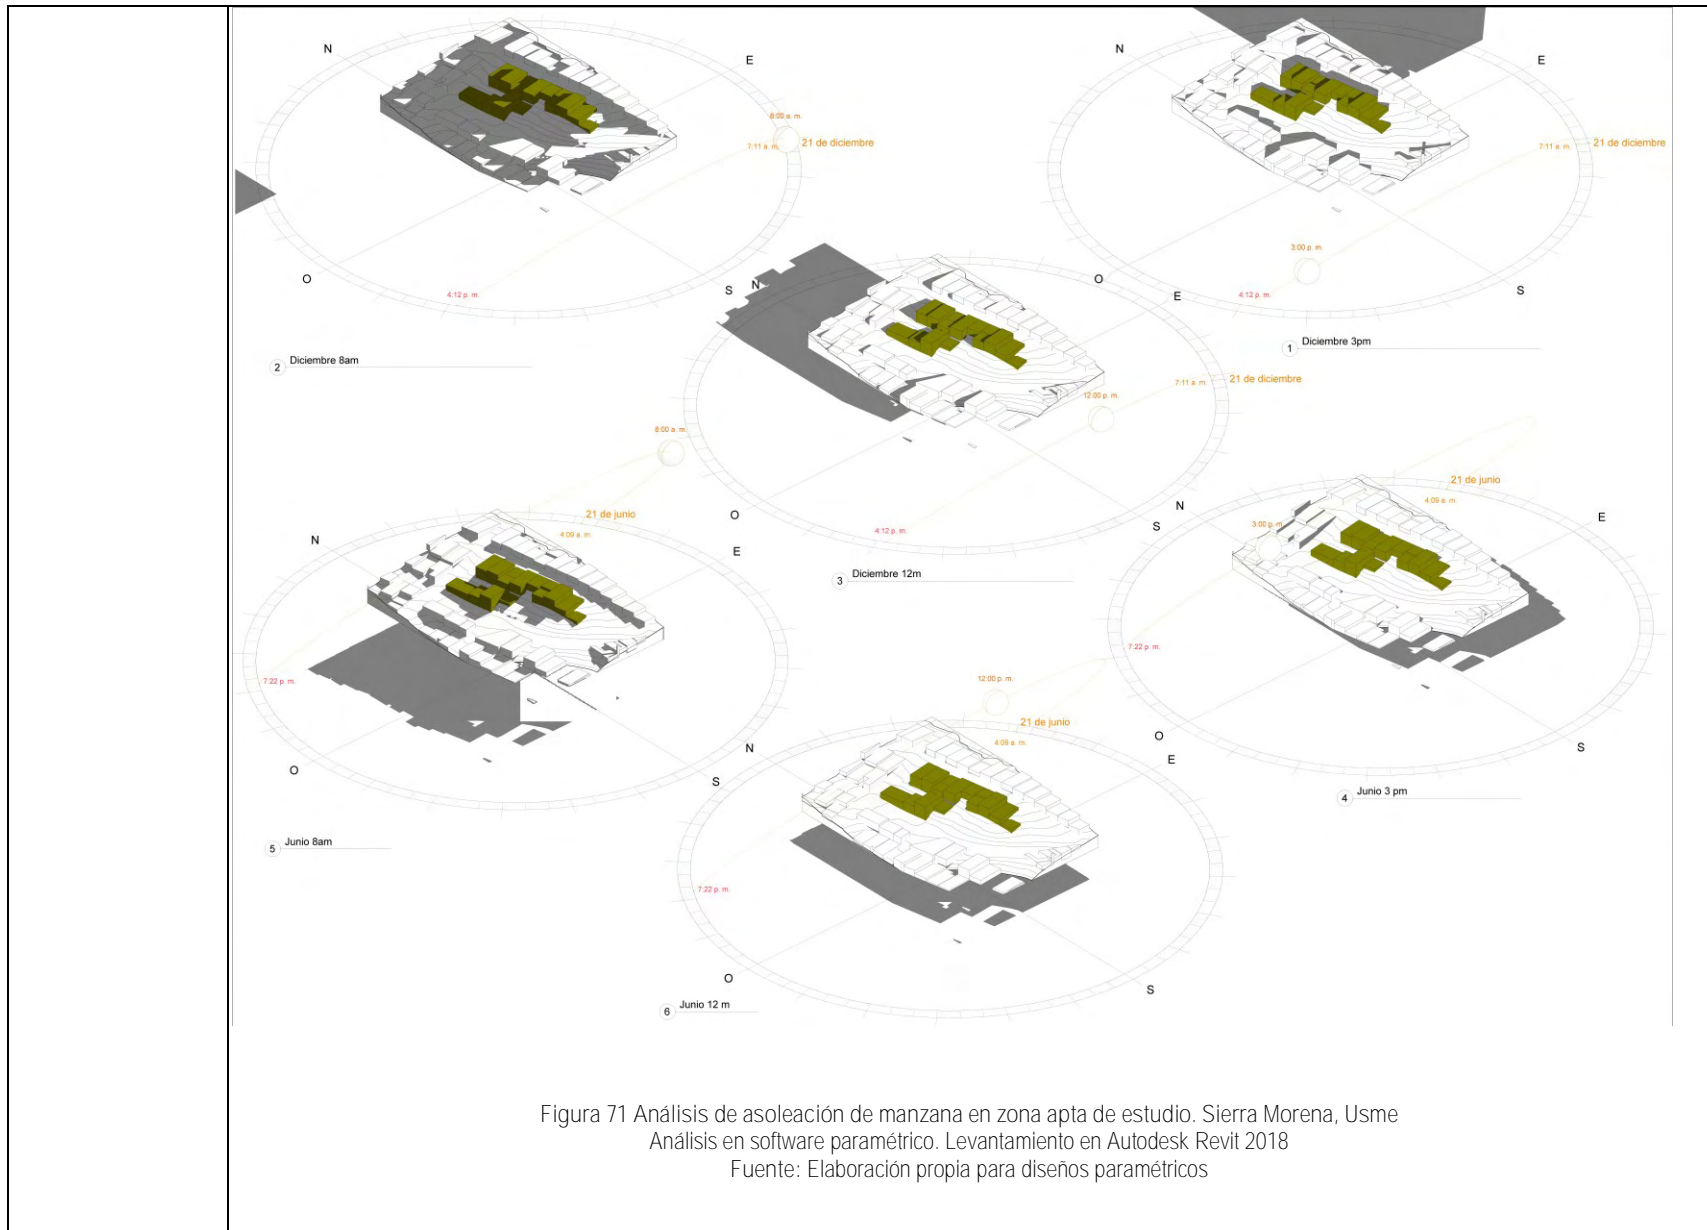 N
E
8:00 a. m.
7:11 a. m.
21 de diciembre
O
4:12 p. m.
S
2
Diciembre 8am
N
E
7:11 a. m.
21 de diciembre
3:00 p. m.
O
4:12 p. m.
S
1
Diciembre 3pm
N
E
7:11 a. m.
21 de diciembre
12:00 p. m.
O
4:12 p. m.
S
3
Diciembre 12m
8:00 a. m.
21 de junio
4:09 a. m.
N
E
7:22 p. m.
O
S
5
Junio 8am
21 de junio
4:09 a. m.
N
E
3:00 p. m.
7:22 p. m.
O
S
4
Junio 3 pm
12:00 p. m.
21 de junio
4:09 a. m.
N
E
7:22 p. m.
O
S
6
Junio 12 m
Figura 71 Análisis de asoleación de manzana en zona apta de estudio. Sierra Morena, Usme
Análisis en software paramétrico. Levantamiento en Autodesk Revit 2018
Fuente: Elaboración propia para diseños paramétricos